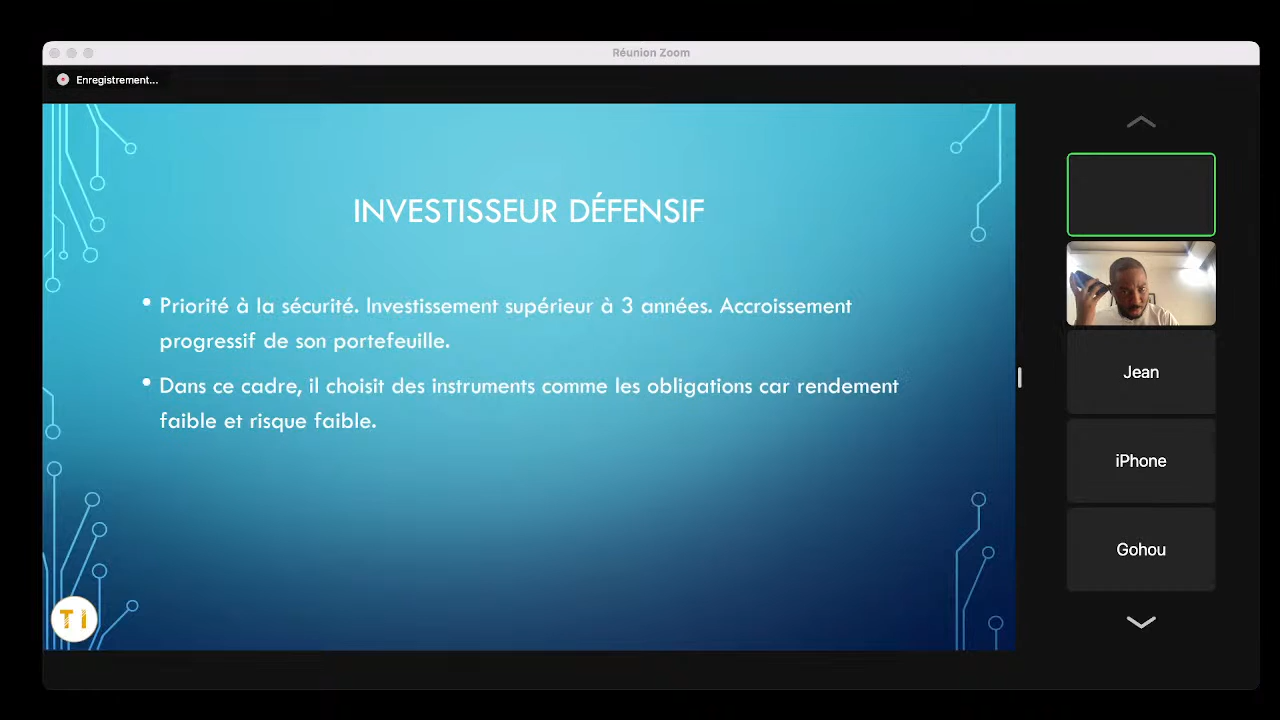 Réunion Zoom
Enregistrement...
INVESTISSEUR DÉFENSIF
• Priorité à la sécurité. Investissement supérieur à 3 années. Accroissement
progressif de son portefeuille.
• Dans ce cadre, il choisit des instruments comme les obligations car rendement
faible et risque faible.
TI
Jean
iPhone
Gohou